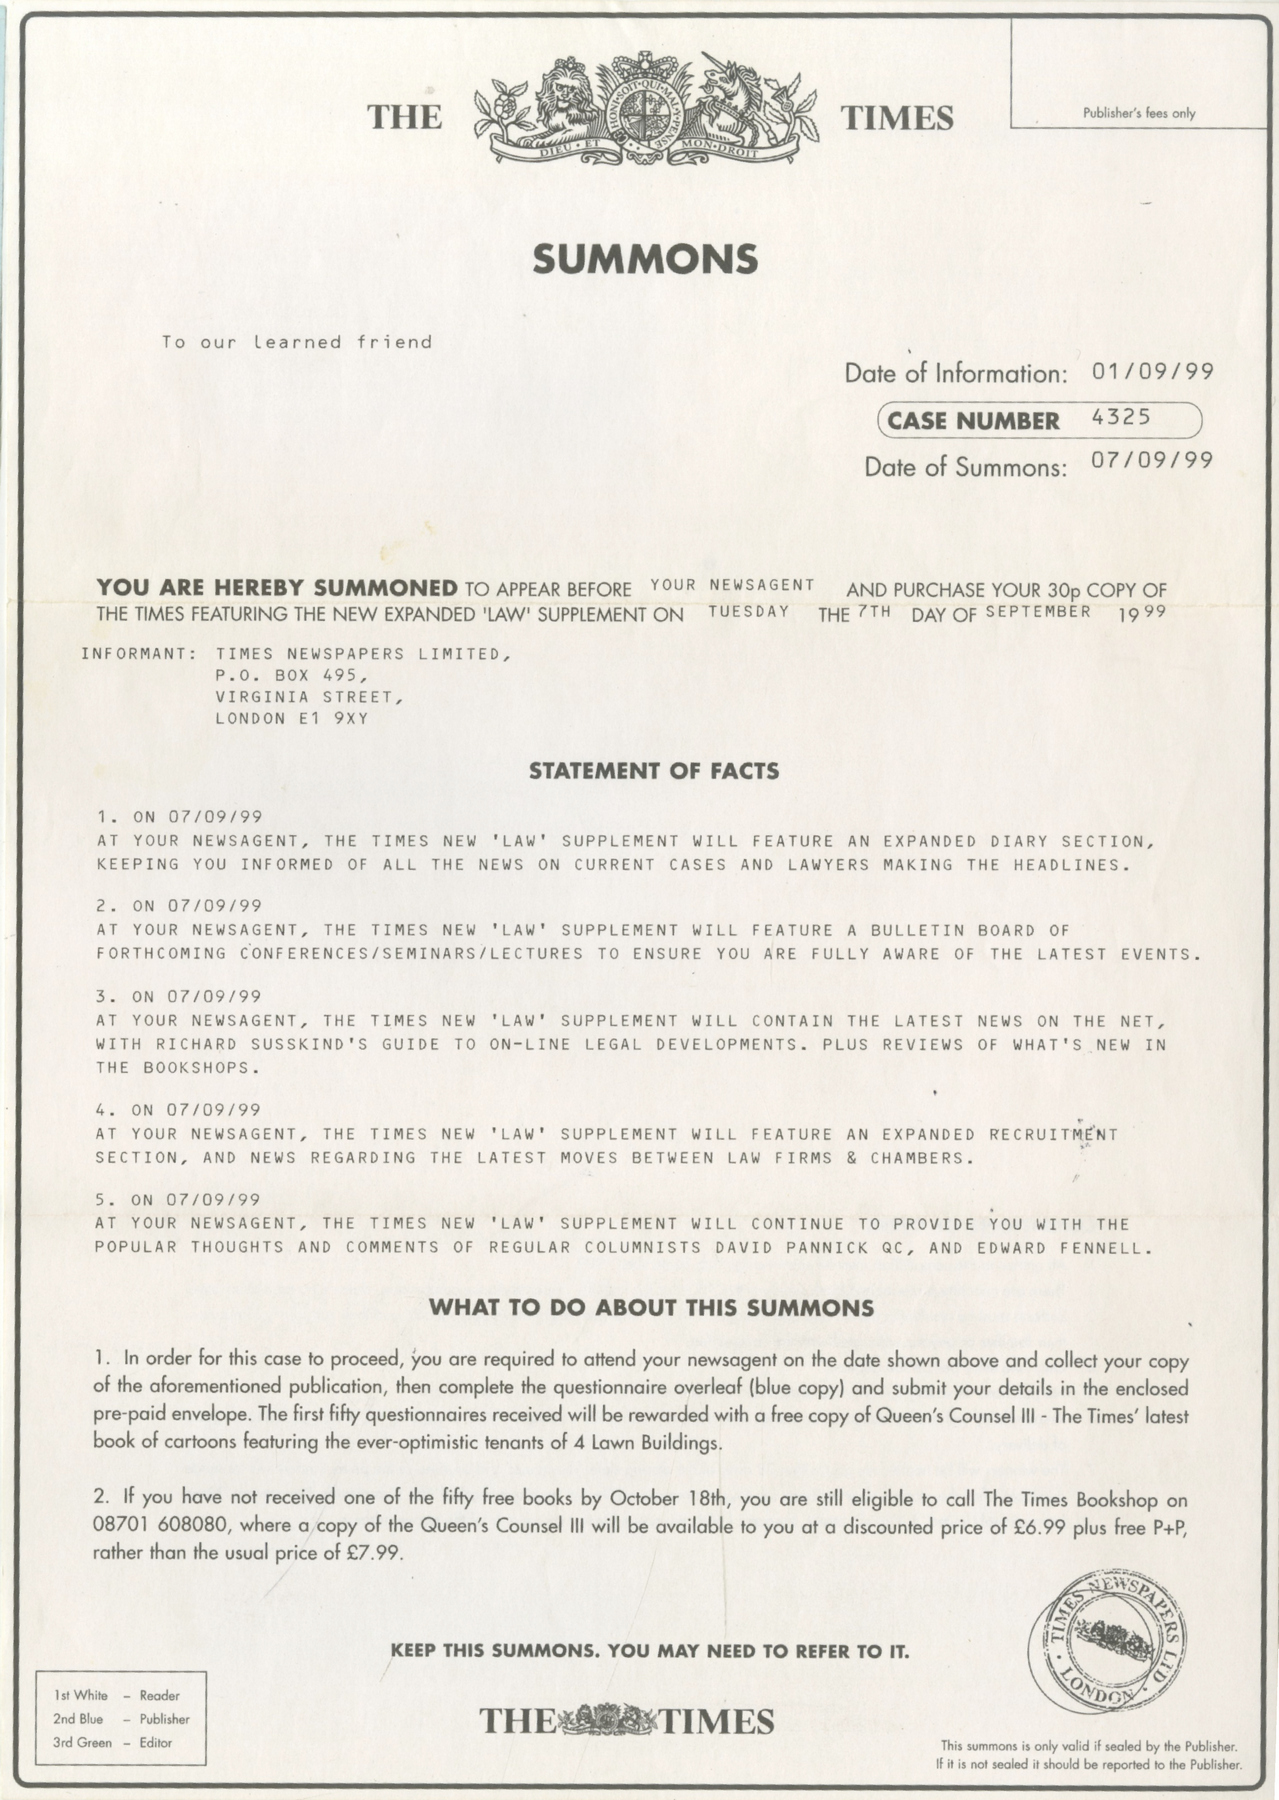 THE TIMES
HONI·SOIT·QUI·MAL·Y·PENSE
DIEU·ET MON·DROIT
Publisher's fees only
SUMMONS
To our learned friend
Date of Information: 01/09/99
CASE NUMBER 4325
Date of Summons: 07/09/99
YOU ARE HEREBY SUMMONED TO APPEAR BEFORE YOUR NEWSAGENT AND PURCHASE YOUR 30p COPY OF
THE TIMES FEATURING THE NEW EXPANDED 'LAW' SUPPLEMENT ON TUESDAY THE 7TH DAY OF SEPTEMBER 1999
INFORMANT: TIMES NEWSPAPERS LIMITED,
P.O. BOX 495,
VIRGINIA STREET,
LONDON E1 9XY
STATEMENT OF FACTS
1. ON 07/09/99
AT YOUR NEWSAGENT, THE TIMES NEW 'LAW' SUPPLEMENT WILL FEATURE AN EXPANDED DIARY SECTION,
KEEPING YOU INFORMED OF ALL THE NEWS ON CURRENT CASES AND LAWYERS MAKING THE HEADLINES.
2. ON 07/09/99
AT YOUR NEWSAGENT, THE TIMES NEW 'LAW' SUPPLEMENT WILL FEATURE A BULLETIN BOARD OF
FORTHCOMING CONFERENCES/SEMINARS/LECTURES TO ENSURE YOU ARE FULLY AWARE OF THE LATEST EVENTS.
3. ON 07/09/99
AT YOUR NEWSAGENT, THE TIMES NEW 'LAW' SUPPLEMENT WILL CONTAIN THE LATEST NEWS ON THE NET,
WITH RICHARD SUSSKIND'S GUIDE TO ON-LINE LEGAL DEVELOPMENTS. PLUS REVIEWS OF WHAT'S NEW IN
THE BOOKSHOPS.
4. ON 07/09/99
AT YOUR NEWSAGENT, THE TIMES NEW 'LAW' SUPPLEMENT WILL FEATURE AN EXPANDED RECRUITMENT
SECTION, AND NEWS REGARDING THE LATEST MOVES BETWEEN LAW FIRMS & CHAMBERS.
5. ON 07/09/99
AT YOUR NEWSAGENT, THE TIMES NEW 'LAW' SUPPLEMENT WILL CONTINUE TO PROVIDE YOU WITH THE
POPULAR THOUGHTS AND COMMENTS OF REGULAR COLUMNISTS DAVID PANNICK QC, AND EDWARD FENNELL.
WHAT TO DO ABOUT THIS SUMMONS
1. In order for this case to proceed, you are required to attend your newsagent on the date shown above and collect your copy
of the aforementioned publication, then complete the questionnaire overleaf (blue copy) and submit your details in the enclosed
pre-paid envelope. The first fifty questionnaires received will be rewarded with a free copy of Queen's Counsel III - The Times' latest
book of cartoons featuring the ever-optimistic tenants of 4 Lawn Buildings.
2. If you have not received one of the fifty free books by October 18th, you are still eligible to call The Times Bookshop on
08701 608080, where a copy of the Queen's Counsel III will be available to you at a discounted price of £6.99 plus free P+P,
rather than the usual price of £7.99.
TIMES NEWSPAPERS LTD · LONDON ·
KEEP THIS SUMMONS. YOU MAY NEED TO REFER TO IT.
1st White – Reader
2nd Blue – Publisher
3rd Green – Editor
THE TIMES
This summons is only valid if sealed by the Publisher.
If it is not sealed it should be reported to the Publisher.